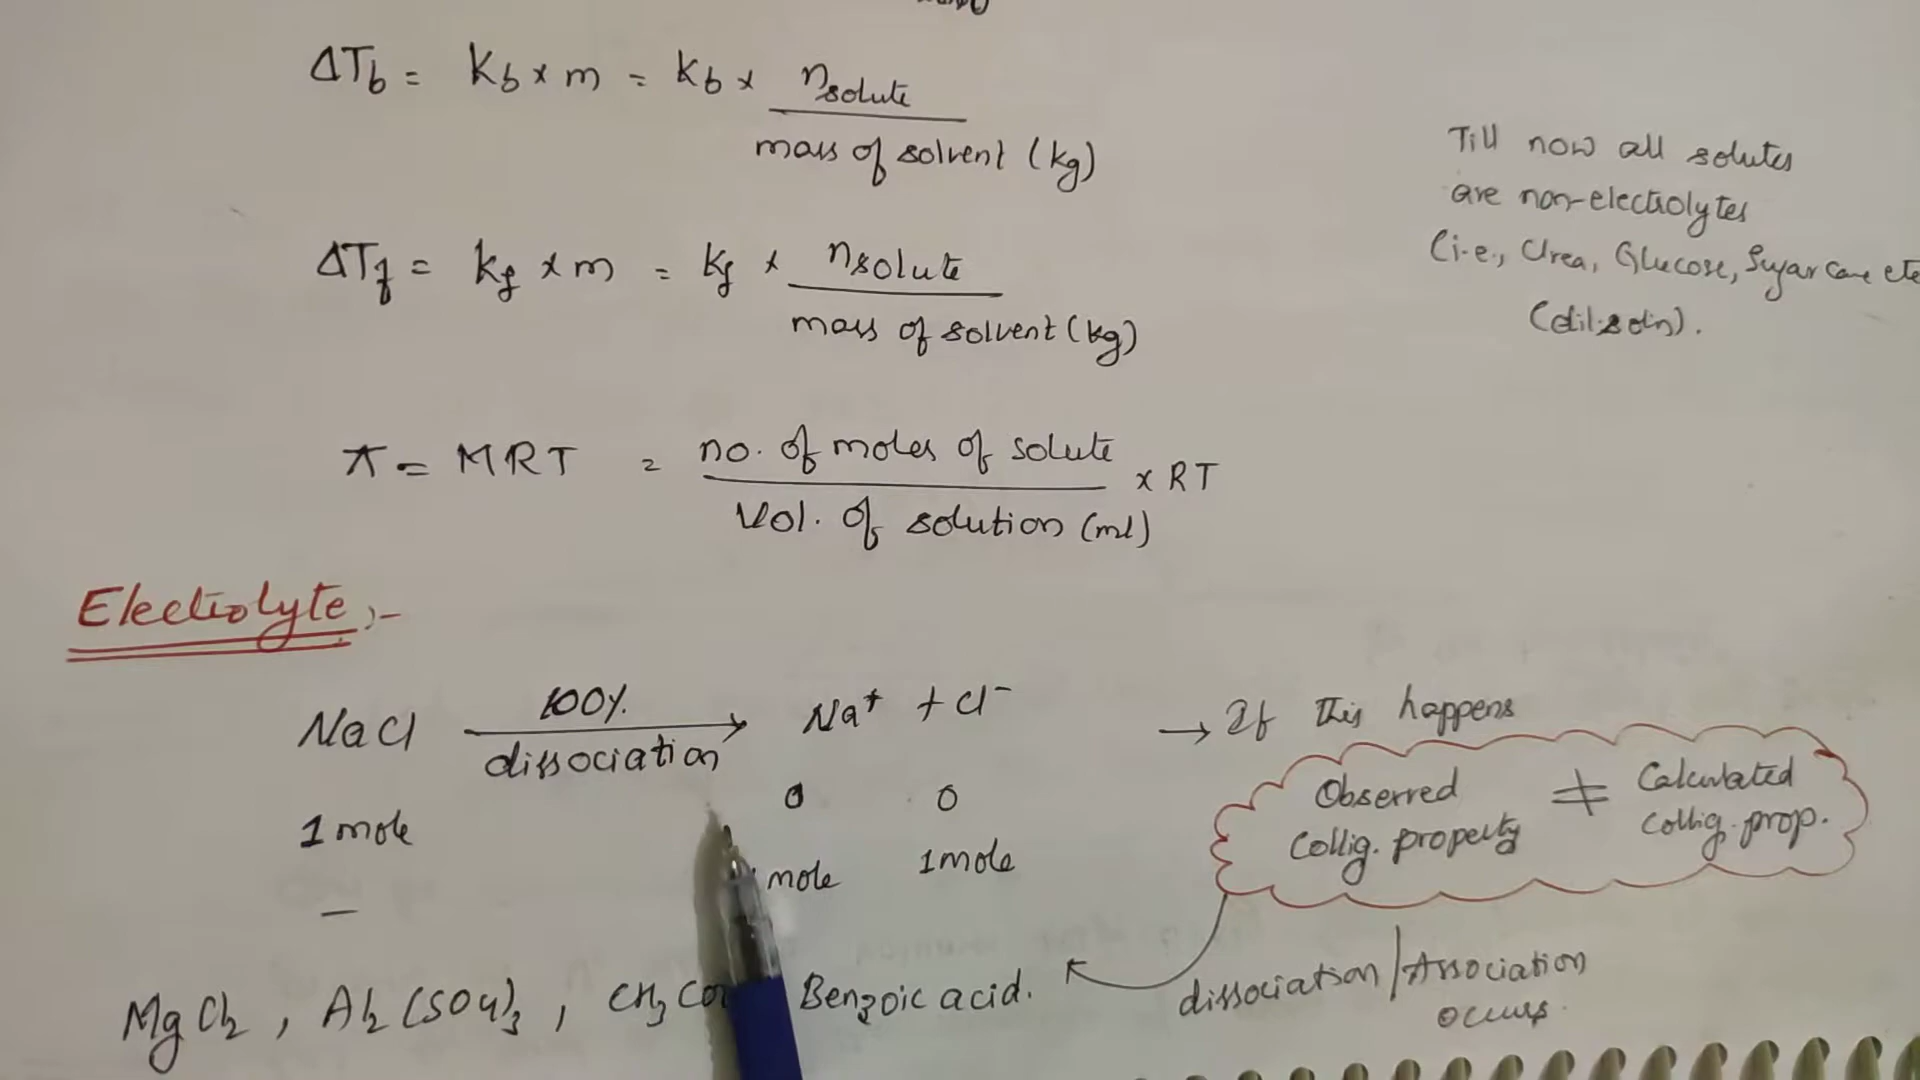 ΔTb = Kb × m = Kb × nsolute / mass of solvent (kg)
Till now all solutes
are non-electrolytes
(i.e., Urea, Glucose, Sugar cane etc
(dil. soln).
ΔTf = Kf × m = Kf × nsolute / mass of solvent (kg)
π = MRT = no. of moles of solute / Vol. of solution (ml) × RT
Electrolyte :-
NaCl 100% dissociation → Na⁺ + Cl⁻
1 mole 0 0
— mole 1 mole
→ If this happens
Observed Collig. property ≠ Calculated Collig. prop.
dissociation / Association
occurs.
MgCl2 , Al2(SO4)3 , Benzoic acid.